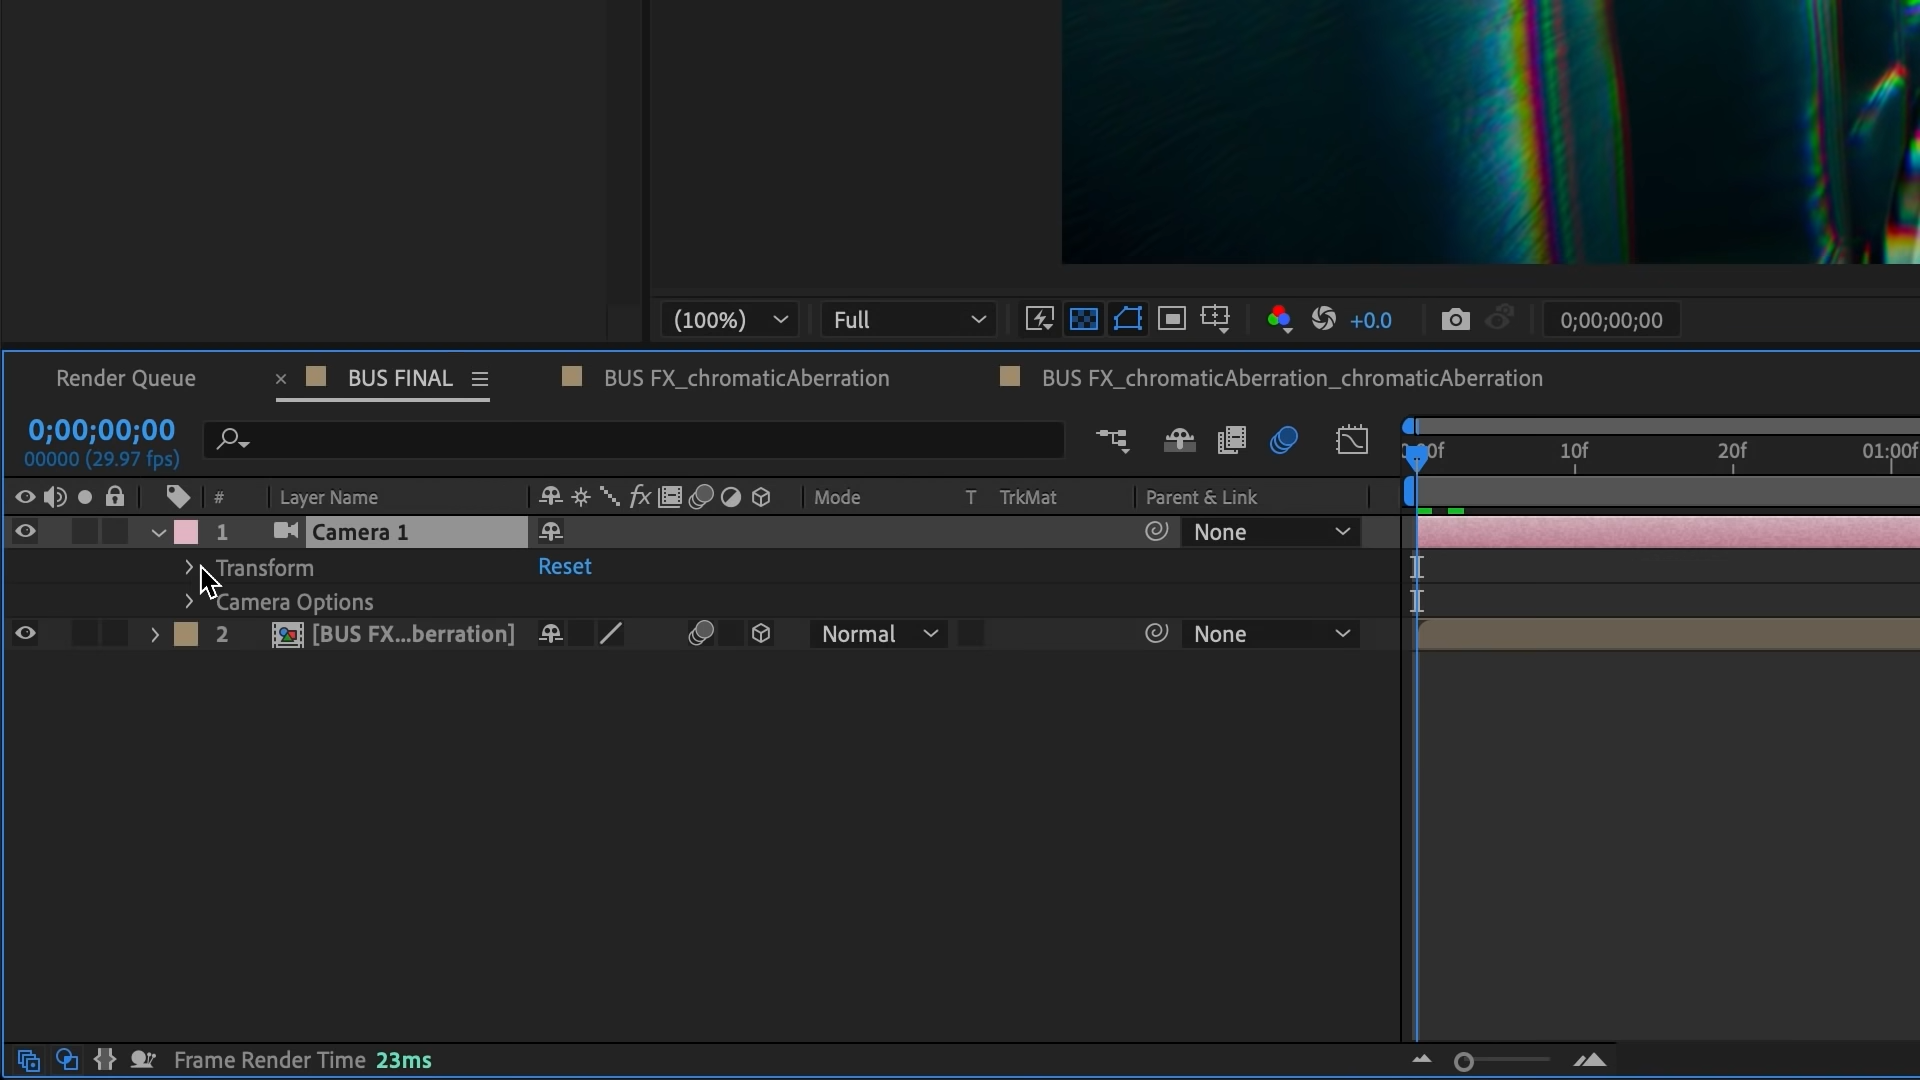 (100%) Full +0.0 0;00;00;00
Render Queue × BUS FINAL BUS FX_chromaticAberration BUS FX_chromaticAberration_chromaticAberration
0;00;00;00
00000 (29.97 fps)
10f 20f 01:00f
# Layer Name fx Mode T TrkMat Parent & Link
1 Camera 1 None
Transform Reset
Camera Options
2 [BUS FX...berration] Normal None
Frame Render Time 23ms